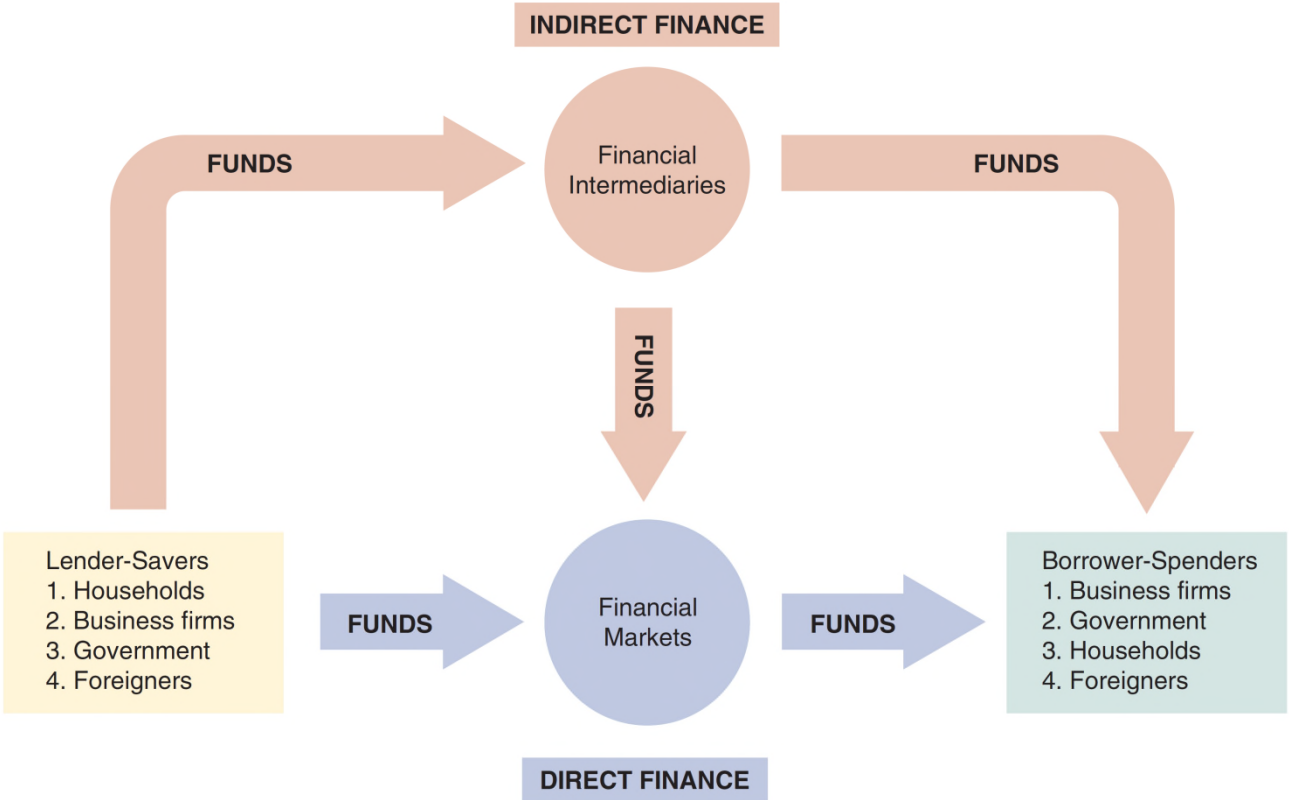 INDIRECT FINANCE
FUNDS
Financial
Intermediaries
FUNDS
FUNDS
Lender-Savers
1. Households
2. Business firms
3. Government
4. Foreigners
FUNDS
Financial
Markets
FUNDS
Borrower-Spenders
1. Business firms
2. Government
3. Households
4. Foreigners
DIRECT FINANCE